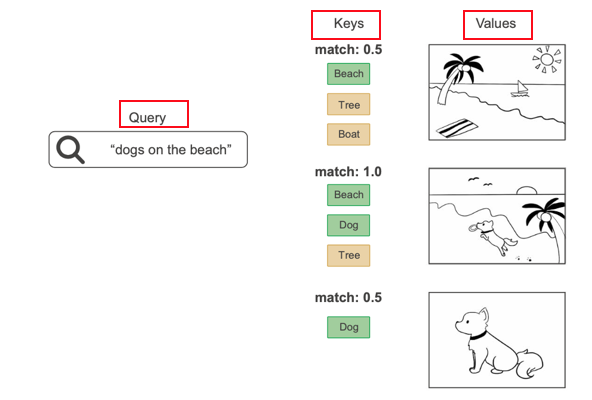 Keys
Values
match: 0.5
Beach
Tree
Boat
Query
“dogs on the beach”
match: 1.0
Beach
Dog
Tree
match: 0.5
Dog